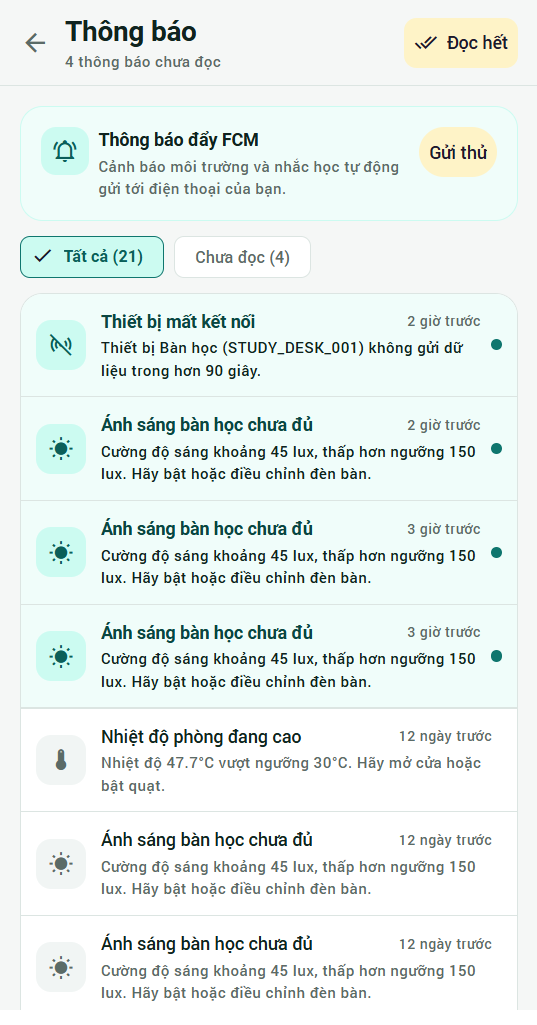 Thông báo
4 thông báo chưa đọc
Đọc hết
Thông báo đẩy FCM
Cảnh báo môi trường và nhắc học tự động
gửi tới điện thoại của bạn.
Gửi thủ
Tất cả (21)
Chưa đọc (4)
Thiết bị mất kết nối
2 giờ trước
Thiết bị Bàn học (STUDY_DESK_001) không gửi dữ
liệu trong hơn 90 giây.
Ánh sáng bàn học chưa đủ
2 giờ trước
Cường độ sáng khoảng 45 lux, thấp hơn ngưỡng 150
lux. Hãy bật hoặc điều chỉnh đèn bàn.
Ánh sáng bàn học chưa đủ
3 giờ trước
Cường độ sáng khoảng 45 lux, thấp hơn ngưỡng 150
lux. Hãy bật hoặc điều chỉnh đèn bàn.
Ánh sáng bàn học chưa đủ
3 giờ trước
Cường độ sáng khoảng 45 lux, thấp hơn ngưỡng 150
lux. Hãy bật hoặc điều chỉnh đèn bàn.
Nhiệt độ phòng đang cao
12 ngày trước
Nhiệt độ 47.7°C vượt ngưỡng 30°C. Hãy mở cửa hoặc
bật quạt.
Ánh sáng bàn học chưa đủ
12 ngày trước
Cường độ sáng khoảng 45 lux, thấp hơn ngưỡng 150
lux. Hãy bật hoặc điều chỉnh đèn bàn.
Ánh sáng bàn học chưa đủ
12 ngày trước
Cường độ sáng khoảng 45 lux, thấp hơn ngưỡng 150
lux. Hãy bật hoặc điều chỉnh đèn bàn.